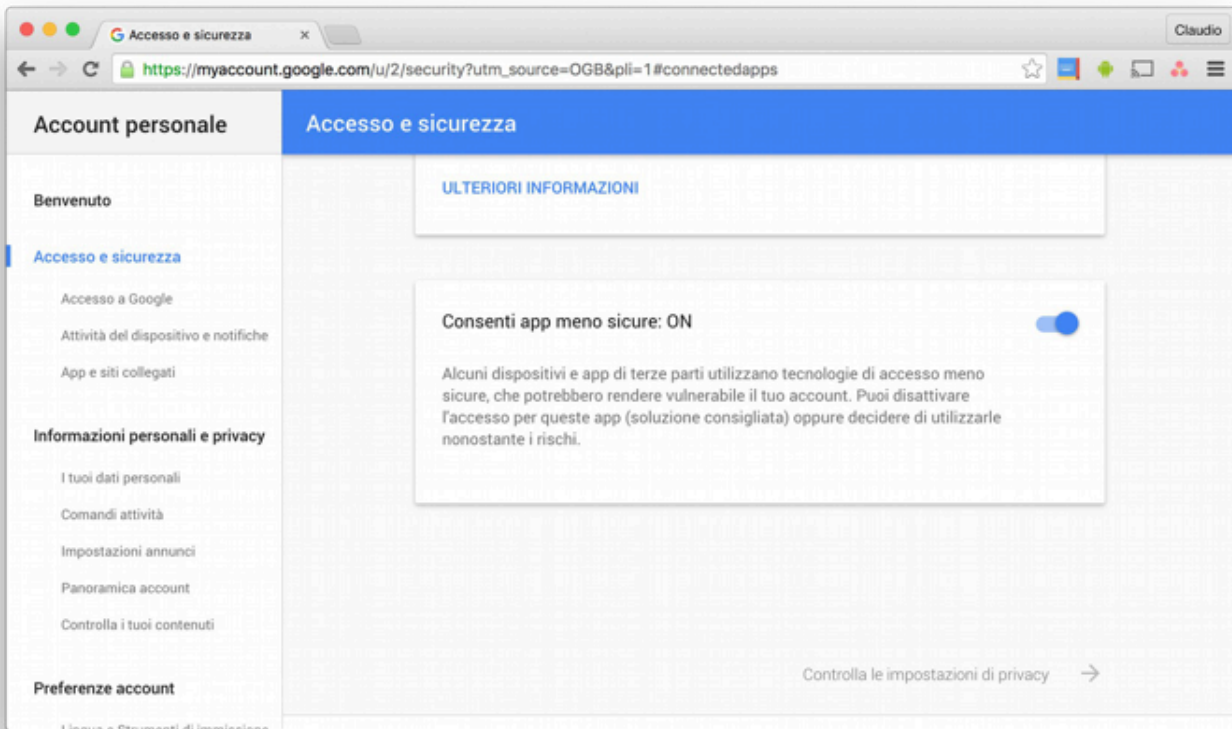 Accesso e sicurezza
Claudio
https://myaccount.google.com/u/2/security?utm_source=OGB&pli=1#connectedapps
Account personale
Accesso e sicurezza
Benvenuto
Accesso e sicurezza
Accesso a Google
Attività del dispositivo e notifiche
App e siti collegati
Informazioni personali e privacy
I tuoi dati personali
Comandi attività
Impostazioni annunci
Panoramica account
Controlla i tuoi contenuti
Preferenze account
Lingua e Strumenti di immissione
ULTERIORI INFORMAZIONI
Consenti app meno sicure: ON
Alcuni dispositivi e app di terze parti utilizzano tecnologie di accesso meno
sicure, che potrebbero rendere vulnerabile il tuo account. Puoi disattivare
l'accesso per queste app (soluzione consigliata) oppure decidere di utilizzarle
nonostante i rischi.
Controlla le impostazioni di privacy